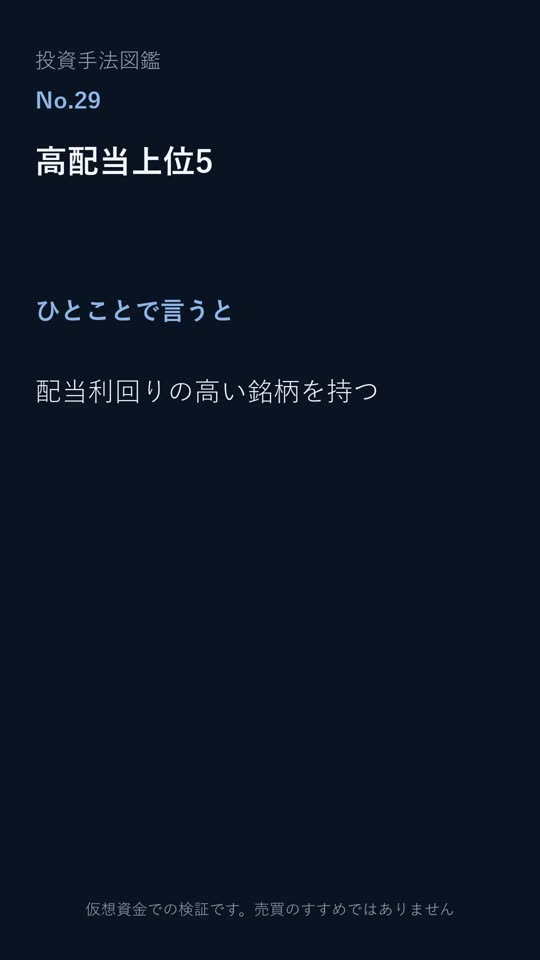 投資手法図鑑
No.29
高配当上位5
ひとことで言うと
配当利回りの高い銘柄を持つ
仮想資金での検証です。売買のすすめではありません